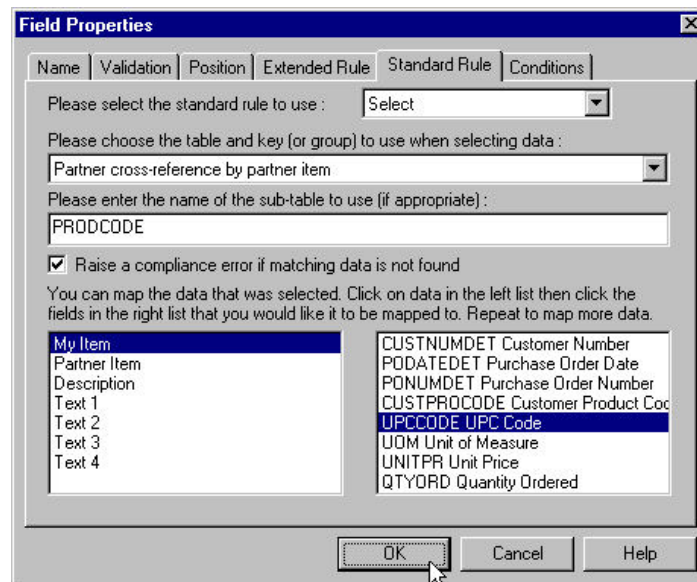 Field Properties
Name Validation Position Extended Rule Standard Rule Conditions
Please select the standard rule to use : Select
Please choose the table and key (or group) to use when selecting data :
Partner cross-reference by partner item
Please enter the name of the sub-table to use (if appropriate) :
PRODCODE
Raise a compliance error if matching data is not found
You can map the data that was selected. Click on data in the left list then click the
fields in the right list that you would like it to be mapped to. Repeat to map more data.
My Item
Partner Item
Description
Text 1
Text 2
Text 3
Text 4
CUSTNUMDET Customer Number
PODATEDET Purchase Order Date
PONUMDET Purchase Order Number
CUSTPROCODE Customer Product Coc
UPCCODE UPC Code
UOM Unit of Measure
UNITPR Unit Price
QTYORD Quantity Ordered
OK Cancel Help